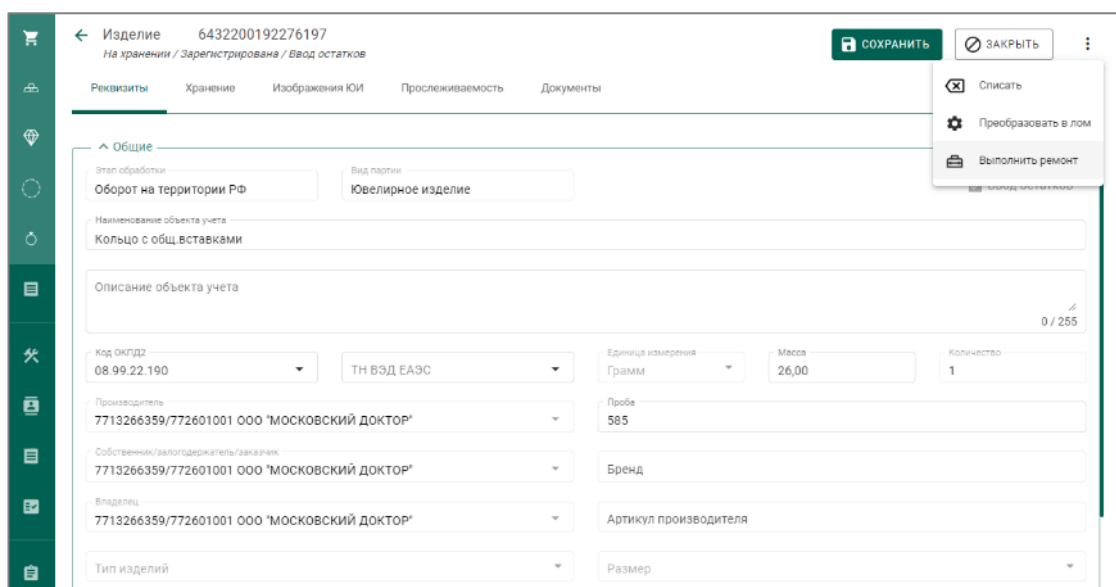 Изделие 6432200192276197
На хранении / Зарегистрирована / Ввод остатков
СОХРАНИТЬ
ЗАКРЫТЬ
Списать
Преобразовать в лом
Выполнить ремонт
Реквизиты Хранение Изображения ЮИ Прослеживаемость Документы
Общие
Этап обработки
Оборот на территории РФ
Вид партии
Ювелирное изделие
Ввод остатков
Наименование объекта учета
Кольцо с общ.вставками
Описание объекта учета
0 / 255
Код ОКПД2
08.99.22.190
ТН ВЭД ЕАЭС
Единица измерения
Грамм
Масса
26,00
Количество
1
Производитель
7713266359/772601001 ООО "МОСКОВСКИЙ ДОКТОР"
Проба
585
Собственник/залогодержатель/заказчик
7713266359/772601001 ООО "МОСКОВСКИЙ ДОКТОР"
Бренд
Владелец
7713266359/772601001 ООО "МОСКОВСКИЙ ДОКТОР"
Артикул производителя
Тип изделий
Размер